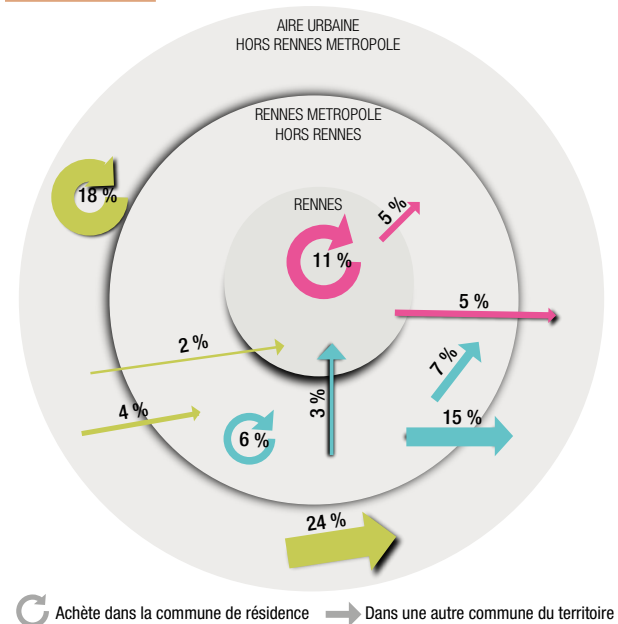 AIRE URBAINE
HORS RENNES METROPOLE
RENNES METROPOLE
HORS RENNES
18 %
RENNES
5 %
11 %
5 %
2 %
7 %
4 %
3 %
6 %
15 %
24 %
Achète dans la commune de résidence
Dans une autre commune du territoire